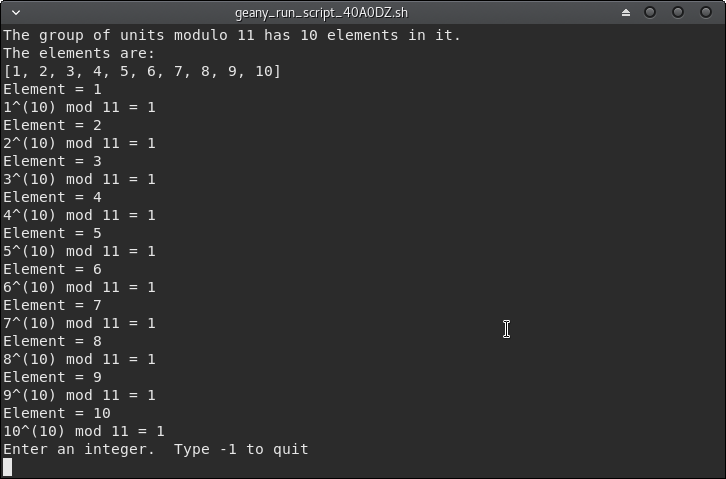 geany_run_script_40A0DZ.sh
The group of units modulo 11 has 10 elements in it.
The elements are:
[1, 2, 3, 4, 5, 6, 7, 8, 9, 10]
Element = 1
1^(10) mod 11 = 1
Element = 2
2^(10) mod 11 = 1
Element = 3
3^(10) mod 11 = 1
Element = 4
4^(10) mod 11 = 1
Element = 5
5^(10) mod 11 = 1
Element = 6
6^(10) mod 11 = 1
Element = 7
7^(10) mod 11 = 1
Element = 8
8^(10) mod 11 = 1
Element = 9
9^(10) mod 11 = 1
Element = 10
10^(10) mod 11 = 1
Enter an integer.  Type -1 to quit